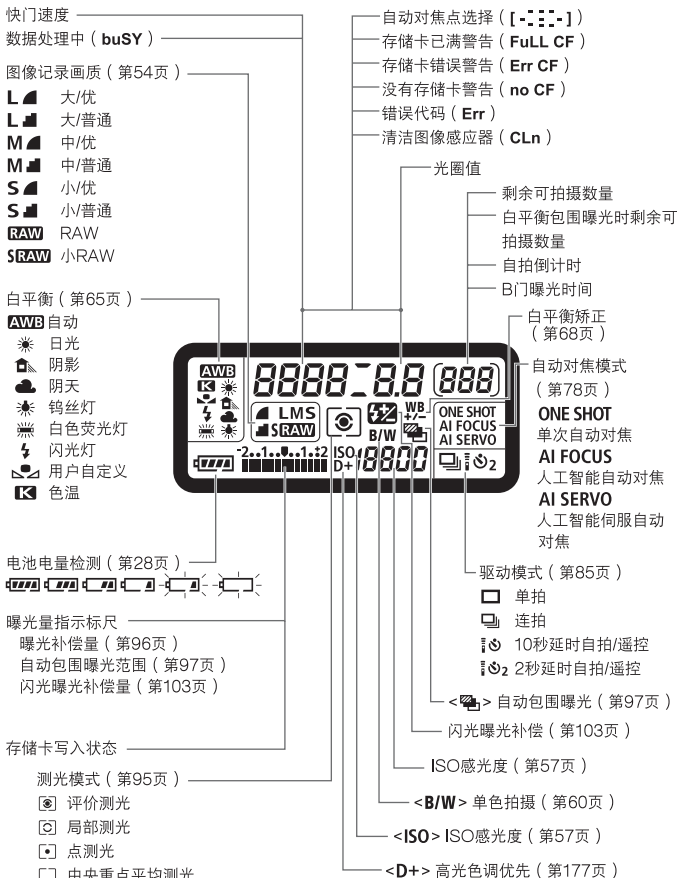 快门速度
数据处理中（buSY）
图像记录画质（第54页）
L 大/优
L 大/普通
M 中/优
M 中/普通
S 小/优
S 小/普通
RAW RAW
SRAW 小RAW
白平衡（第65页）
AWB 自动
日光
阴影
阴天
钨丝灯
白色荧光灯
闪光灯
用户自定义
K 色温
电池电量检测（第28页）
曝光量指示标尺
曝光补偿量（第96页）
自动包围曝光范围（第97页）
闪光曝光补偿量（第103页）
存储卡写入状态
测光模式（第95页）
评价测光
局部测光
点测光
中央重点平均测光
自动对焦点选择（[ - - ]）
存储卡已满警告（FuLL CF）
存储卡错误警告（Err CF）
没有存储卡警告（no CF）
错误代码（Err）
清洁图像感应器（CLn）
光圈值
剩余可拍摄数量
白平衡包围曝光时剩余可
拍摄数量
自拍倒计时
B门曝光时间
白平衡矫正
（第68页）
自动对焦模式
（第78页）
ONE SHOT
单次自动对焦
AI FOCUS
人工智能自动对焦
AI SERVO
人工智能伺服自动
对焦
AWB 8888 8.8 (888)
K
LMS
SRAW
WB
+/-
B/W
ONE SHOT
AI FOCUS
AI SERVO
-2..1..0..1.+2
ISO
D+
18800
2
驱动模式（第85页）
单拍
连拍
10秒延时自拍/遥控
2 2秒延时自拍/遥控
< > 自动包围曝光（第97页）
闪光曝光补偿（第103页）
ISO感光度（第57页）
<B/W> 单色拍摄（第60页）
<ISO> ISO感光度（第57页）
<D+> 高光色调优先（第177页）